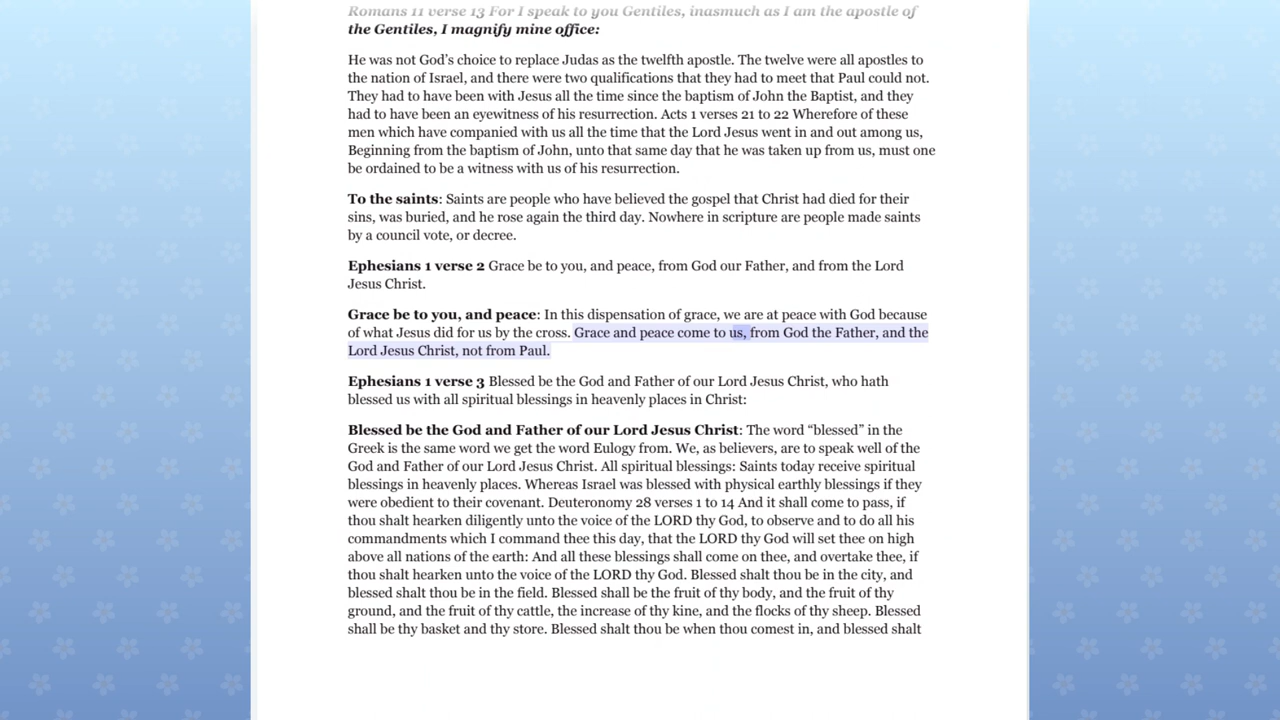 Romans 11 verse 13 For I speak to you Gentiles, inasmuch as I am the apostle of
the Gentiles, I magnify mine office:
He was not God’s choice to replace Judas as the twelfth apostle. The twelve were all apostles to
the nation of Israel, and there were two qualifications that they had to meet that Paul could not.
They had to have been with Jesus all the time since the baptism of John the Baptist, and they
had to have been an eyewitness of his resurrection. Acts 1 verses 21 to 22 Wherefore of these
men which have companied with us all the time that the Lord Jesus went in and out among us,
Beginning from the baptism of John, unto that same day that he was taken up from us, must one
be ordained to be a witness with us of his resurrection.
To the saints: Saints are people who have believed the gospel that Christ had died for their
sins, was buried, and he rose again the third day. Nowhere in scripture are people made saints
by a council vote, or decree.
Ephesians 1 verse 2 Grace be to you, and peace, from God our Father, and from the Lord
Jesus Christ.
Grace be to you, and peace: In this dispensation of grace, we are at peace with God because
of what Jesus did for us by the cross. Grace and peace come to us, from God the Father, and the
Lord Jesus Christ, not from Paul.
Ephesians 1 verse 3 Blessed be the God and Father of our Lord Jesus Christ, who hath
blessed us with all spiritual blessings in heavenly places in Christ:
Blessed be the God and Father of our Lord Jesus Christ: The word “blessed” in the
Greek is the same word we get the word Eulogy from. We, as believers, are to speak well of the
God and Father of our Lord Jesus Christ. All spiritual blessings: Saints today receive spiritual
blessings in heavenly places. Whereas Israel was blessed with physical earthly blessings if they
were obedient to their covenant. Deuteronomy 28 verses 1 to 14 And it shall come to pass, if
thou shalt hearken diligently unto the voice of the LORD thy God, to observe and to do all his
commandments which I command thee this day, that the LORD thy God will set thee on high
above all nations of the earth: And all these blessings shall come on thee, and overtake thee, if
thou shalt hearken unto the voice of the LORD thy God. Blessed shalt thou be in the city, and
blessed shalt thou be in the field. Blessed shall be the fruit of thy body, and the fruit of thy
ground, and the fruit of thy cattle, the increase of thy kine, and the flocks of thy sheep. Blessed
shall be thy basket and thy store. Blessed shalt thou be when thou comest in, and blessed shalt